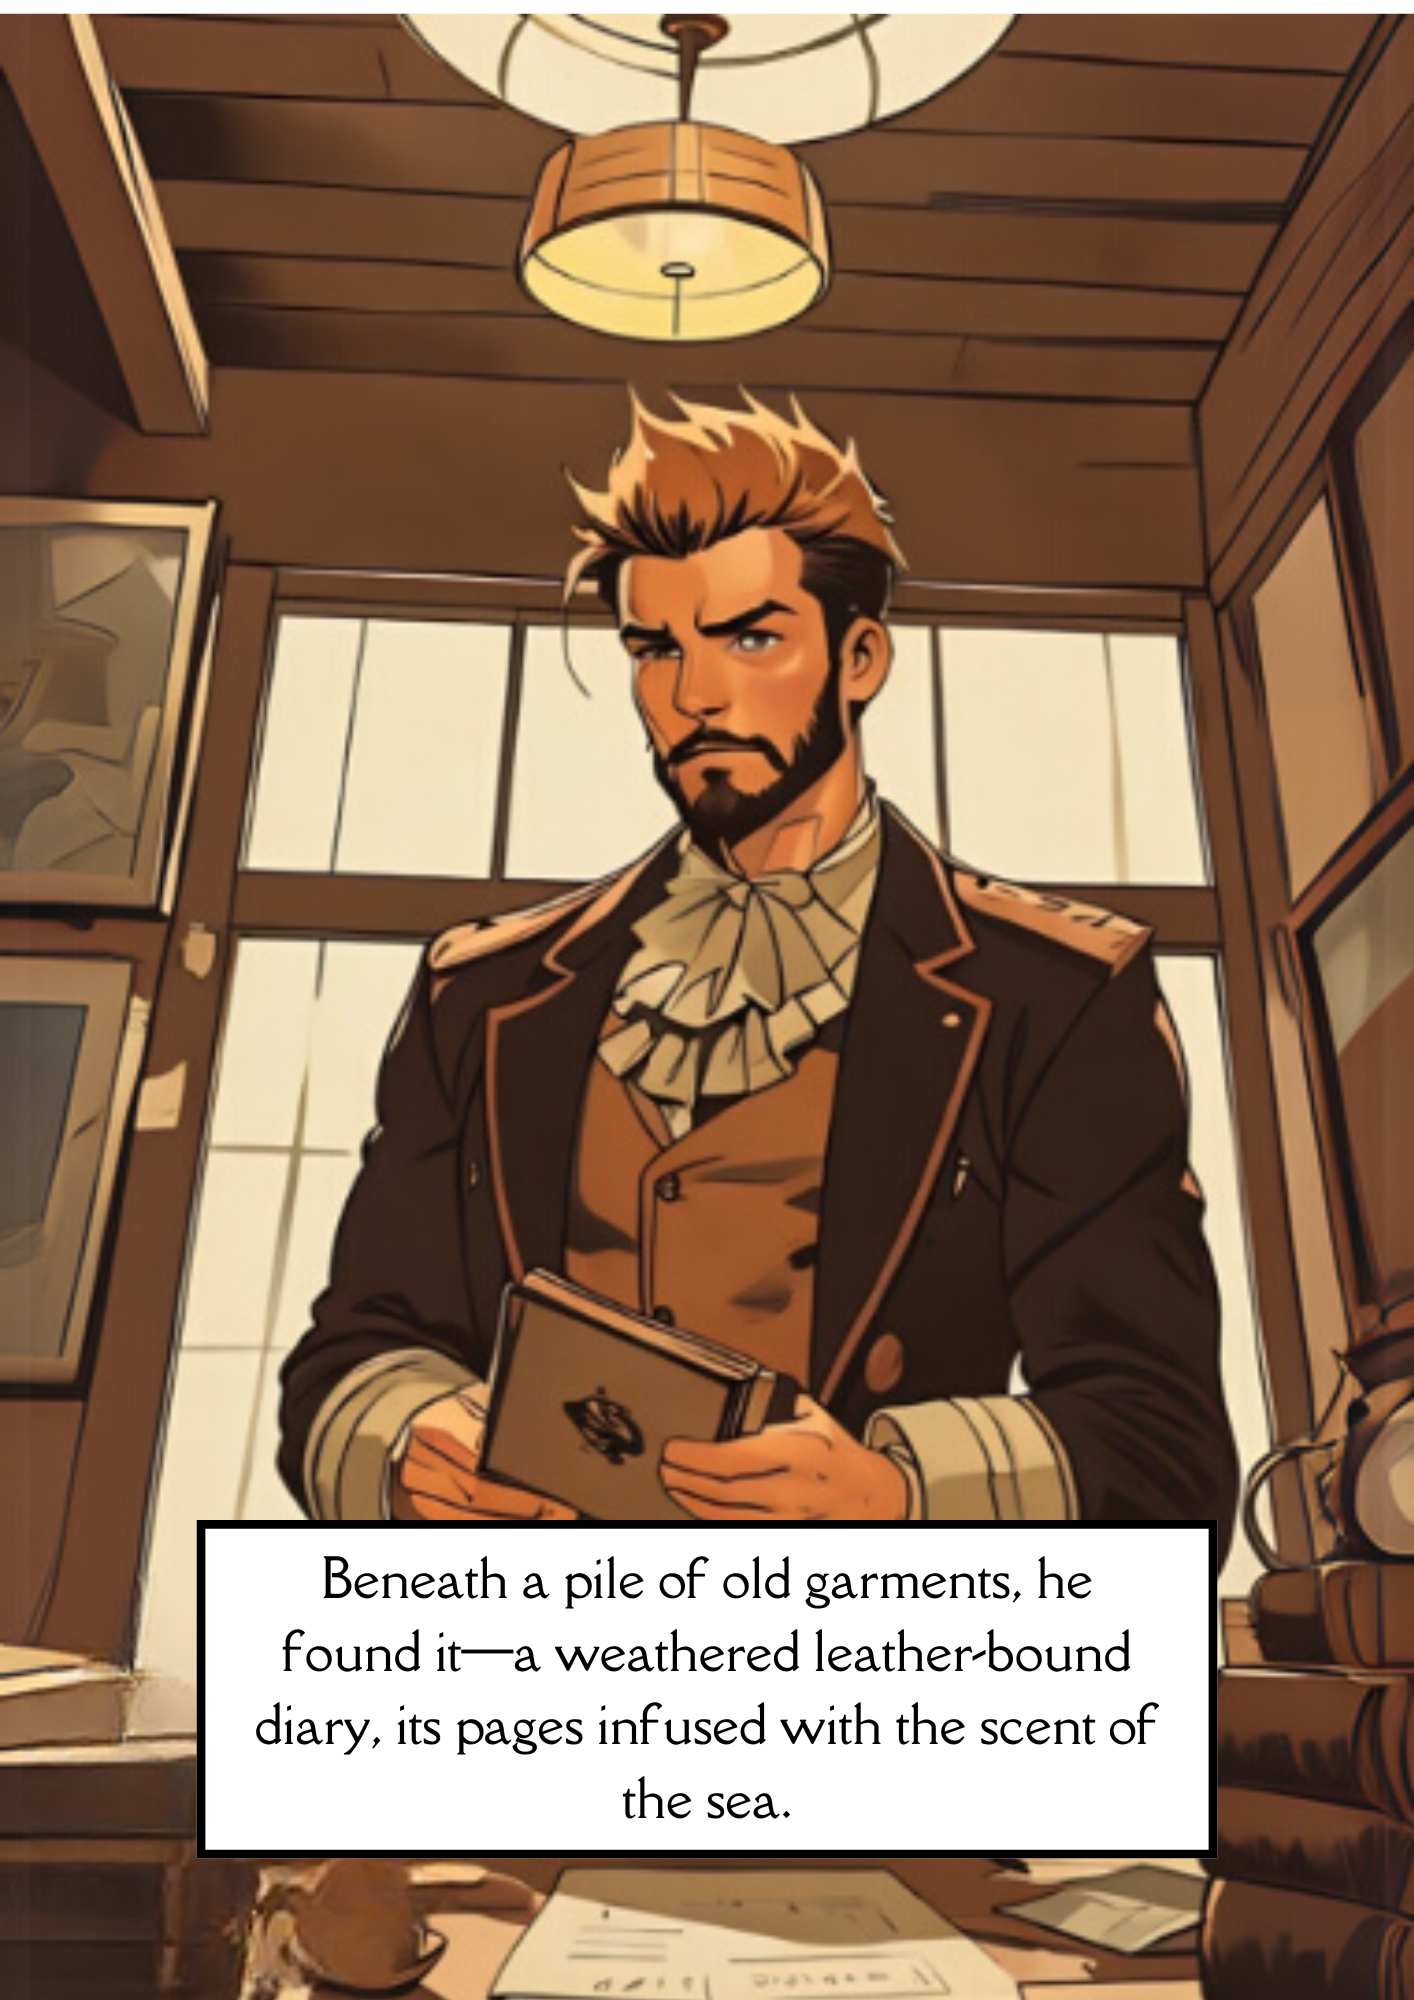 Beneath a pile of old garments, he
found it—a weathered leather-bound
diary, its pages infused with the scent of
the sea.